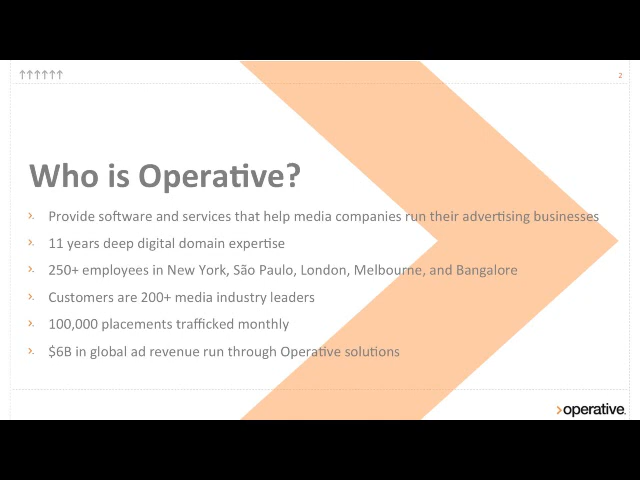 ↑↑↑↑↑↑
2
Who is Operative?
Provide software and services that help media companies run their advertising businesses
11 years deep digital domain expertise
250+ employees in New York, São Paulo, London, Melbourne, and Bangalore
Customers are 200+ media industry leaders
100,000 placements trafficked monthly
$6B in global ad revenue run through Operative solutions
operative.